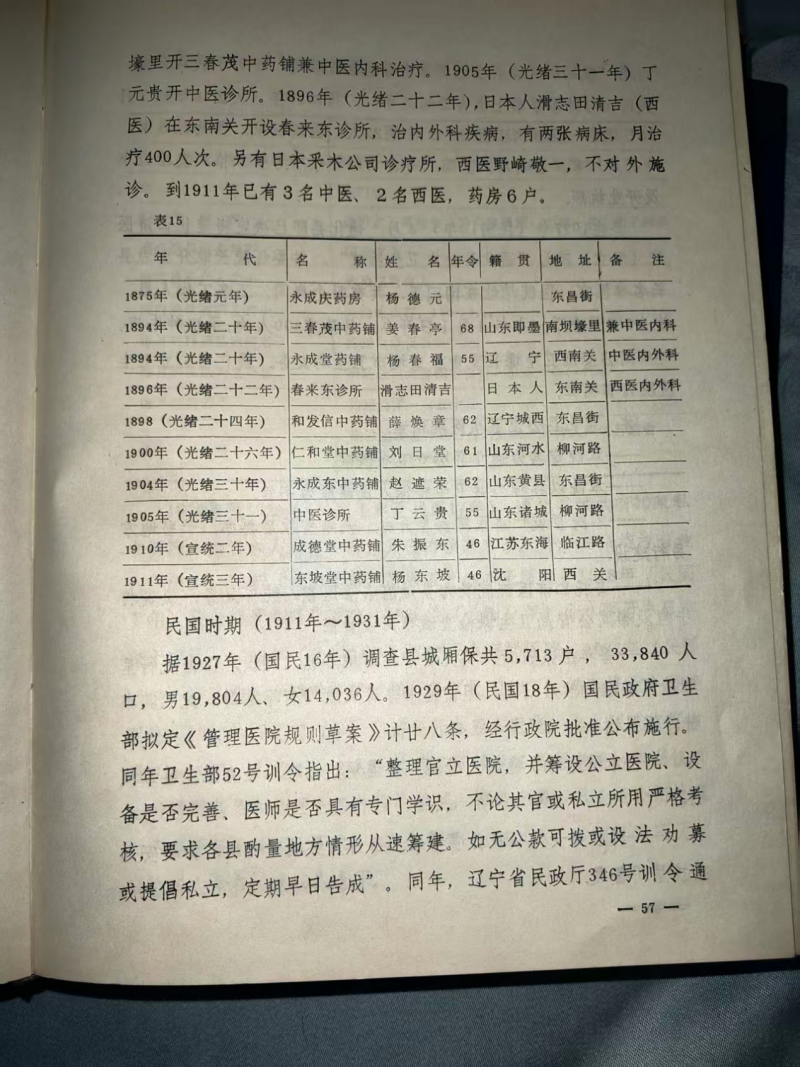 壕里开三春茂中药铺兼中医内科治疗。1905年（光绪三十一年）丁
元贵开中医诊所。1896年（光绪二十二年），日本人滑志田清吉（西
医）在东南关开设春来东诊所，治内外科疾病，有两张病床，月治
疗400人次。另有日本采木公司诊疗所，西医野崎敬一，不对外施
诊。到1911年已有3名中医、2名西医，药房6户。
表15
年 代 名 称 姓 名 年令 籍 贯 地 址 备 注
1875年（光绪元年） 永成庆药房 杨德元 东昌街
1894年（光绪二十年） 三春茂中药铺 姜春亭 68 山东即墨 南坝壕里 兼中医内科
1894年（光绪二十年） 永成堂药铺 杨春福 55 辽 宁 西南关 中医内外科
1896年（光绪二十二年） 春来东诊所 滑志田清吉 日本人 东南关 西医内外科
1898（光绪二十四年） 和发信中药铺 薛焕章 62 辽宁城西 东昌街
1900年（光绪二十六年） 仁和堂中药铺 刘日堂 61 山东河水 柳河路
1904年（光绪三十年） 永成东中药铺 赵遮荣 62 山东黄县 东昌街
1905年（光绪三十一） 中医诊所 丁云贵 55 山东诸城 柳河路
1910年（宣统二年） 成德堂中药铺 朱振东 46 江苏东海 临江路
1911年（宣统三年） 东坡堂中药铺 杨东坡 46 沈 阳 西关
民国时期（1911年～1931年）
据1927年（国民16年）调查县城厢保共5,713户，33,840人
口，男19,804人、女14,036人。1929年（民国18年）国民政府卫生
部拟定《管理医院规则草案》计廿八条，经行政院批准公布施行。
同年卫生部52号训令指出：“整理官立医院，并筹设公立医院、设
备是否完善、医师是否具有专门学识，不论其官或私立所用严格考
核，要求各县酌量地方情形从速筹建。如无公款可拨或设法劝募
或提倡私立，定期早日告成”。同年，辽宁省民政厅346号训令通
— 57 —